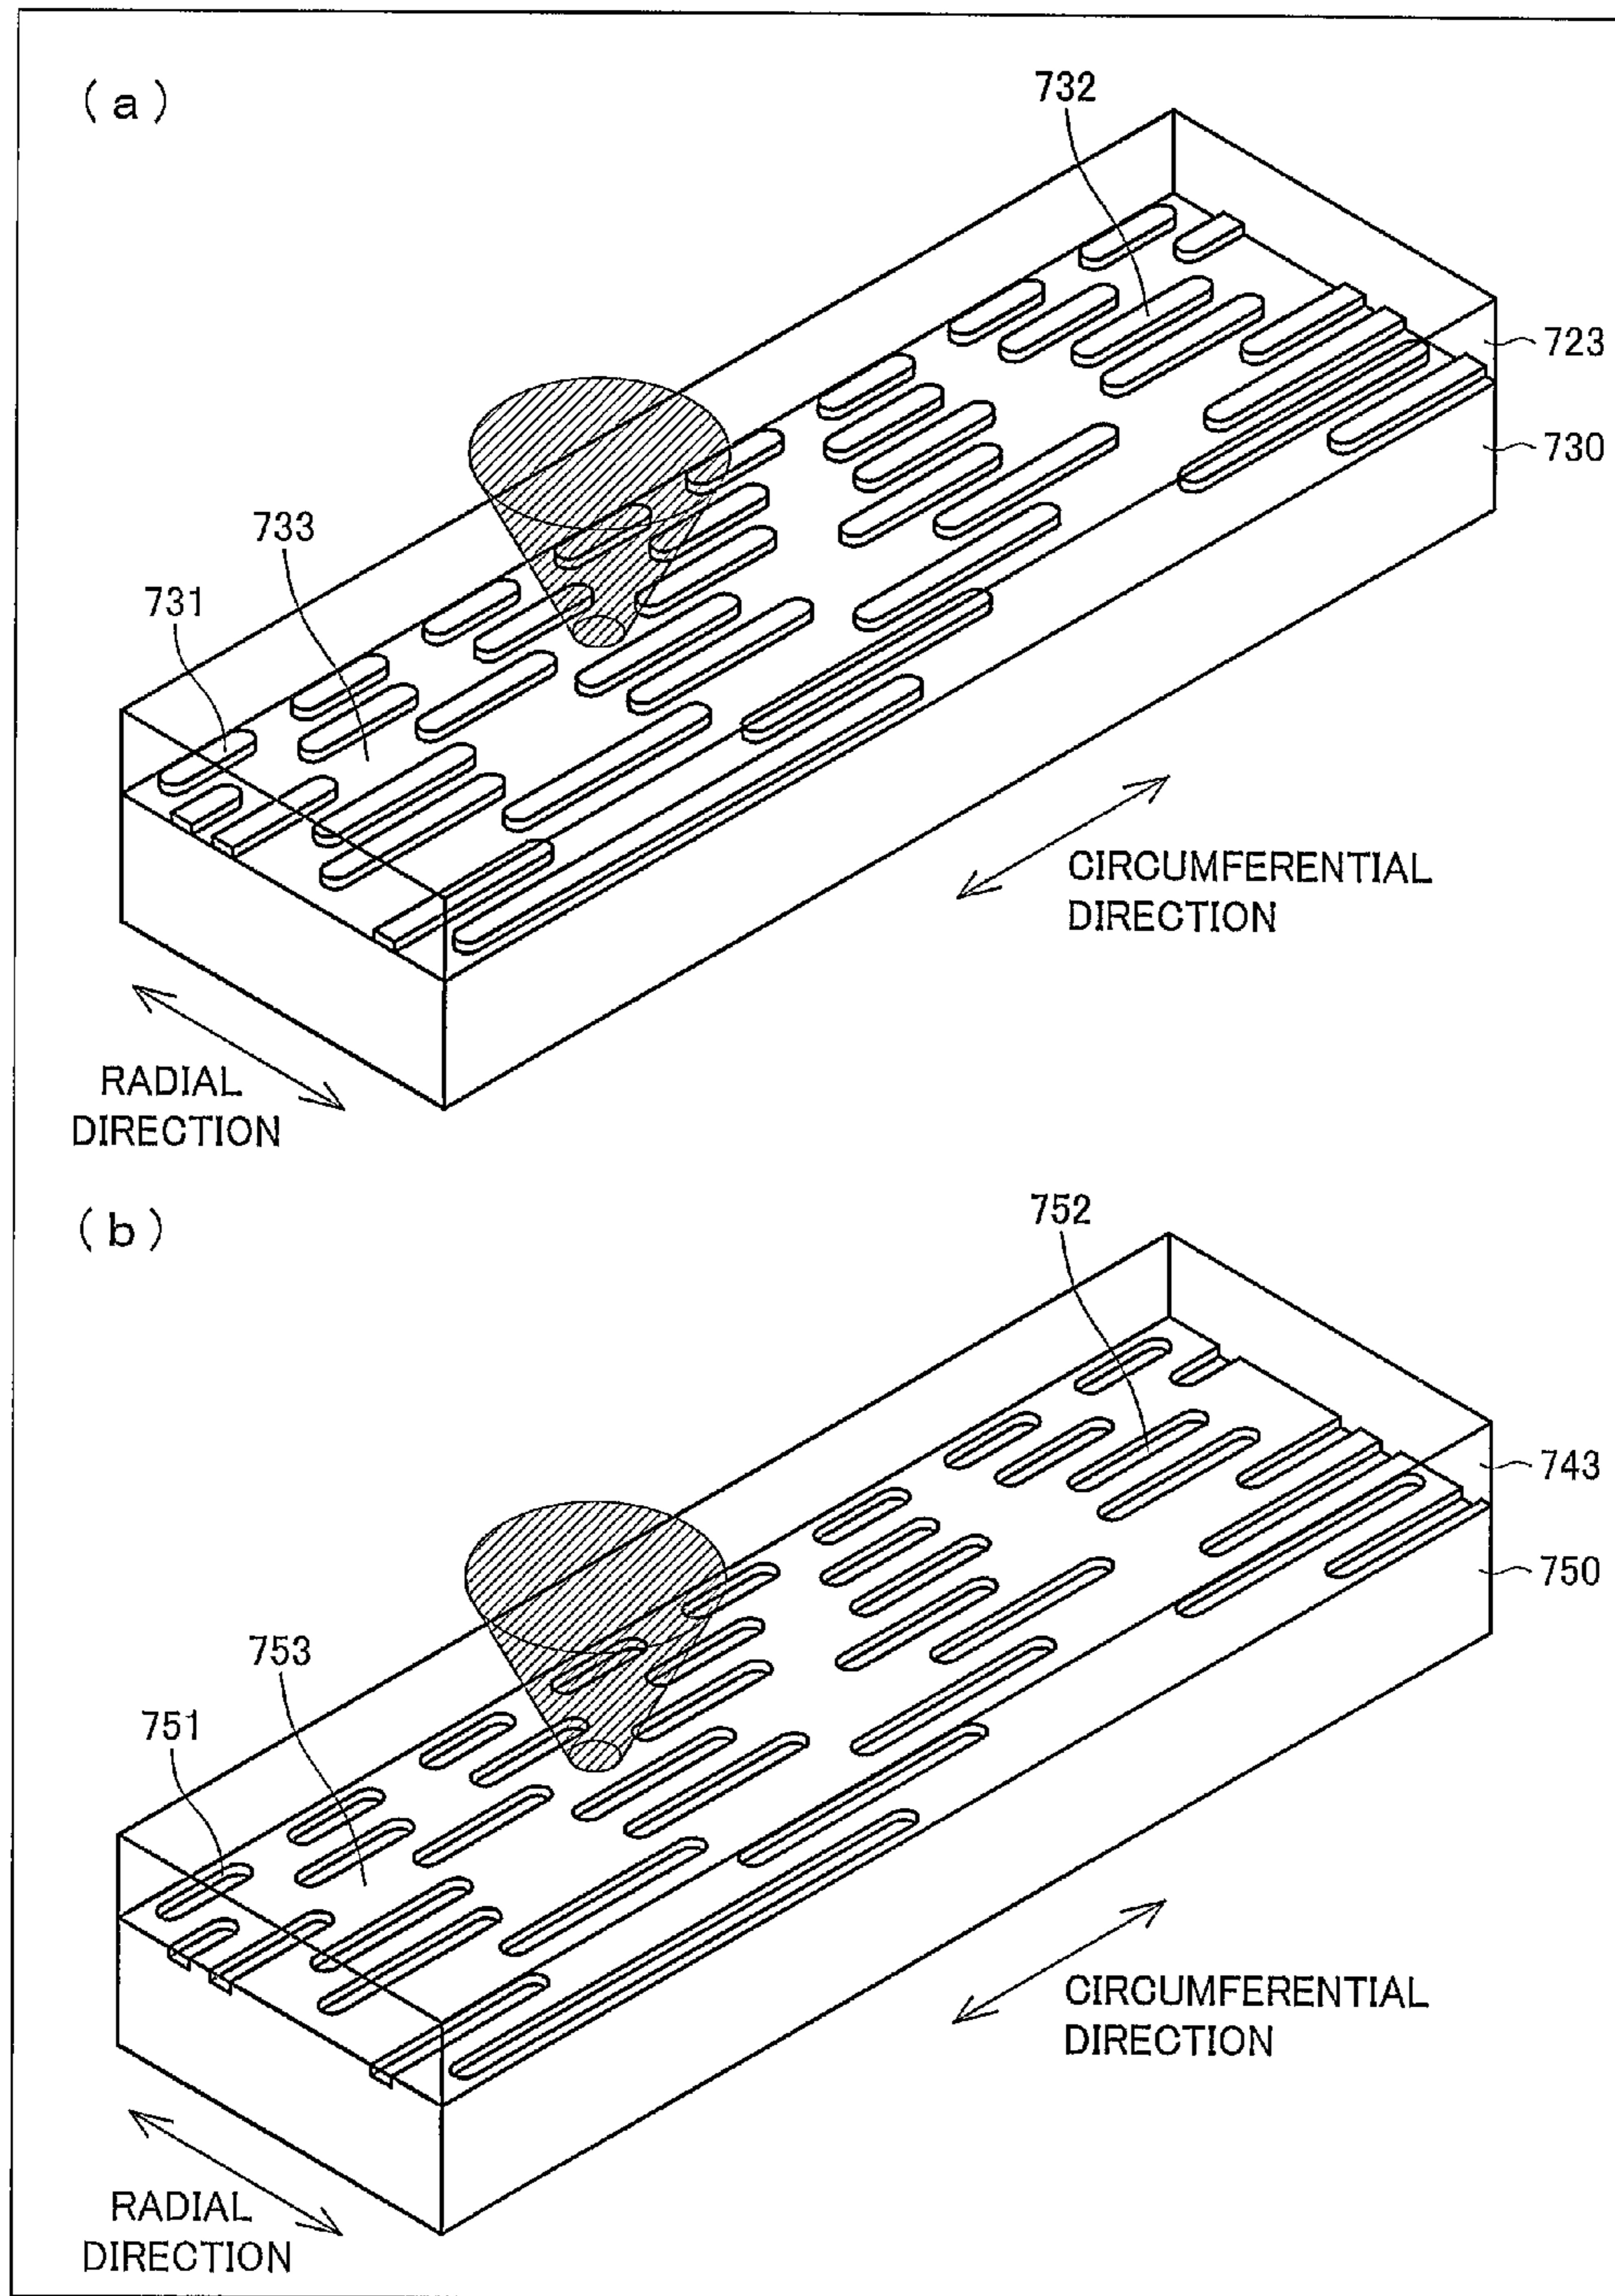 (a)
732
723
730
733
731
CIRCUMFERENTIAL
DIRECTION
RADIAL
DIRECTION
(b)
752
743
750
753
751
CIRCUMFERENTIAL
DIRECTION
RADIAL
DIRECTION